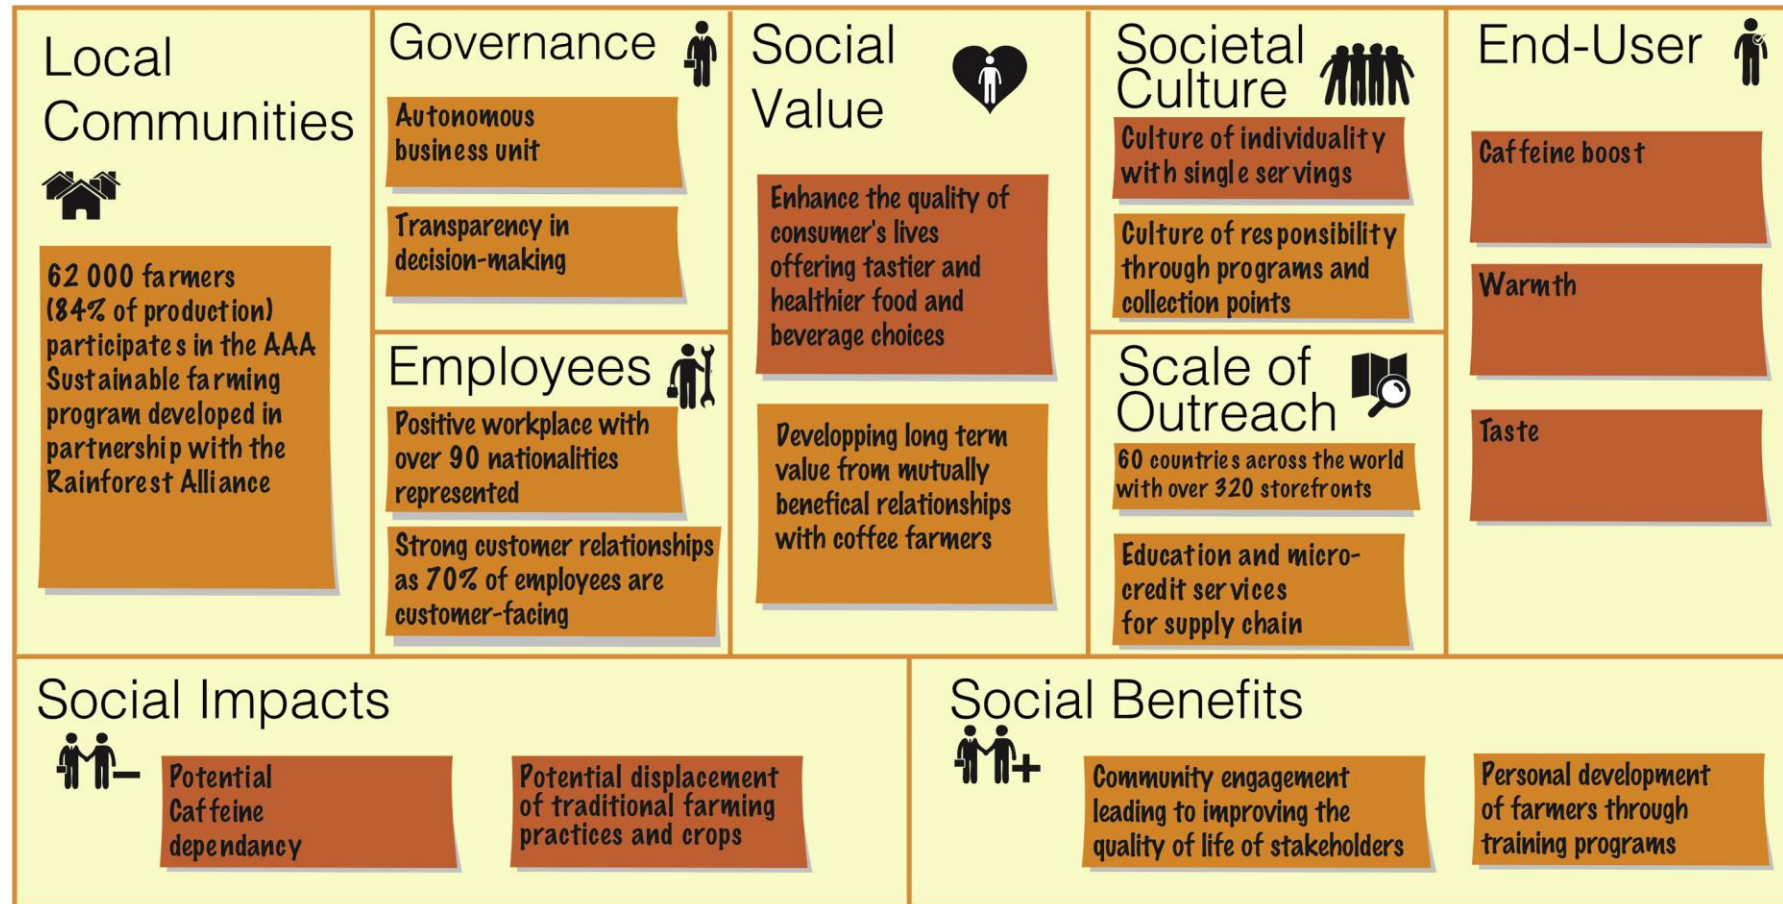 Local
Communities
62 000 farmers
(84% of production)
participates in the AAA
Sustainable farming
program developed in
partnership with the
Rainforest Alliance
Governance
Autonomous
business unit
Transparency in
decision-making
Employees
Positive workplace with
over 90 nationalities
represented
Strong customer relationships
as 70% of employees are
customer-facing
Social
Value
Enhance the quality of
consumer's lives
offering tastier and
healthier food and
beverage choices
Developping long term
value from mutually
benefical relationships
with coffee farmers
Societal
Culture
Culture of individuality
with single servings
Culture of responsibility
through programs and
collection points
Scale of
Outreach
60 countries across the world
with over 320 storefronts
Education and micro-
credit services
for supply chain
End-User
Caffeine boost
Warmth
Taste
Social Impacts
Potential
Caffeine
dependancy
Potential displacement
of traditional farming
practices and crops
Social Benefits
Community engagement
leading to improving the
quality of life of stakeholders
Personal development
of farmers through
training programs